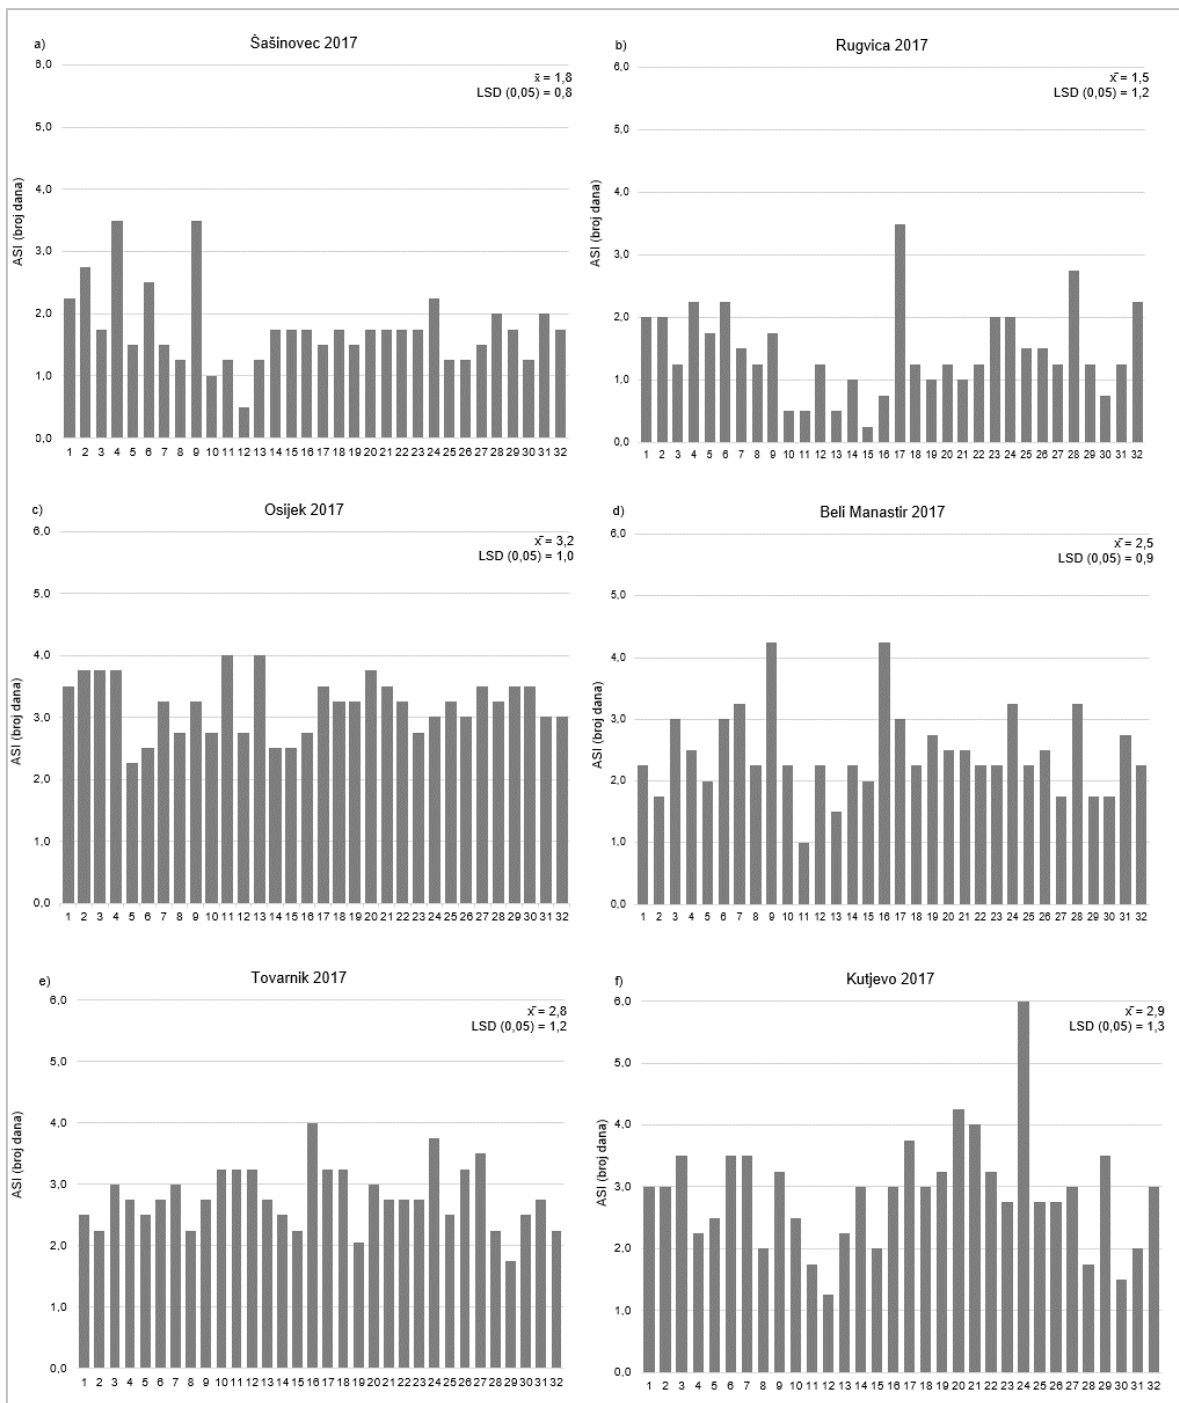 a)
Šašinovec 2017
x̄ = 1,8
LSD (0,05) = 0,8
ASI (broj dana)
6,0
5,0
4,0
3,0
2,0
1,0
0,0
1 2 3 4 5 6 7 8 9 10 11 12 13 14 15 16 17 18 19 20 21 22 23 24 25 26 27 28 29 30 31 32
b)
Rugvica 2017
x̄ = 1,5
LSD (0,05) = 1,2
ASI (broj dana)
6,0
5,0
4,0
3,0
2,0
1,0
0,0
1 2 3 4 5 6 7 8 9 10 11 12 13 14 15 16 17 18 19 20 21 22 23 24 25 26 27 28 29 30 31 32
c)
Osijek 2017
x̄ = 3,2
LSD (0,05) = 1,0
ASI (broj dana)
6,0
5,0
4,0
3,0
2,0
1,0
0,0
1 2 3 4 5 6 7 8 9 10 11 12 13 14 15 16 17 18 19 20 21 22 23 24 25 26 27 28 29 30 31 32
d)
Beli Manastir 2017
x̄ = 2,5
LSD (0,05) = 0,9
ASI (broj dana)
6,0
5,0
4,0
3,0
2,0
1,0
0,0
1 2 3 4 5 6 7 8 9 10 11 12 13 14 15 16 17 18 19 20 21 22 23 24 25 26 27 28 29 30 31 32
e)
Tovarnik 2017
x̄ = 2,8
LSD (0,05) = 1,2
ASI (broj dana)
6,0
5,0
4,0
3,0
2,0
1,0
0,0
1 2 3 4 5 6 7 8 9 10 11 12 13 14 15 16 17 18 19 20 21 22 23 24 25 26 27 28 29 30 31 32
f)
Kutjevo 2017
x̄ = 2,9
LSD (0,05) = 1,3
ASI (broj dana)
6,0
5,0
4,0
3,0
2,0
1,0
0,0
1 2 3 4 5 6 7 8 9 10 11 12 13 14 15 16 17 18 19 20 21 22 23 24 25 26 27 28 29 30 31 32